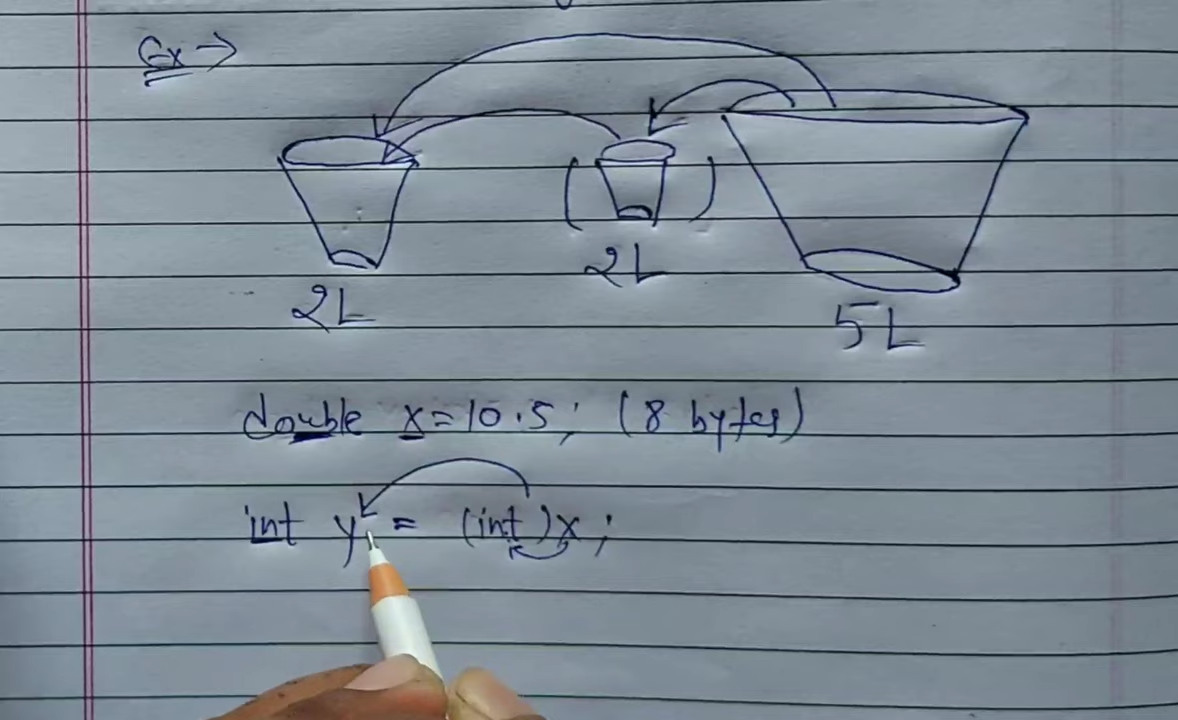 Ex →
2L
2L
5L
double x = 10.5; (8 bytes)
int y = (int)x;